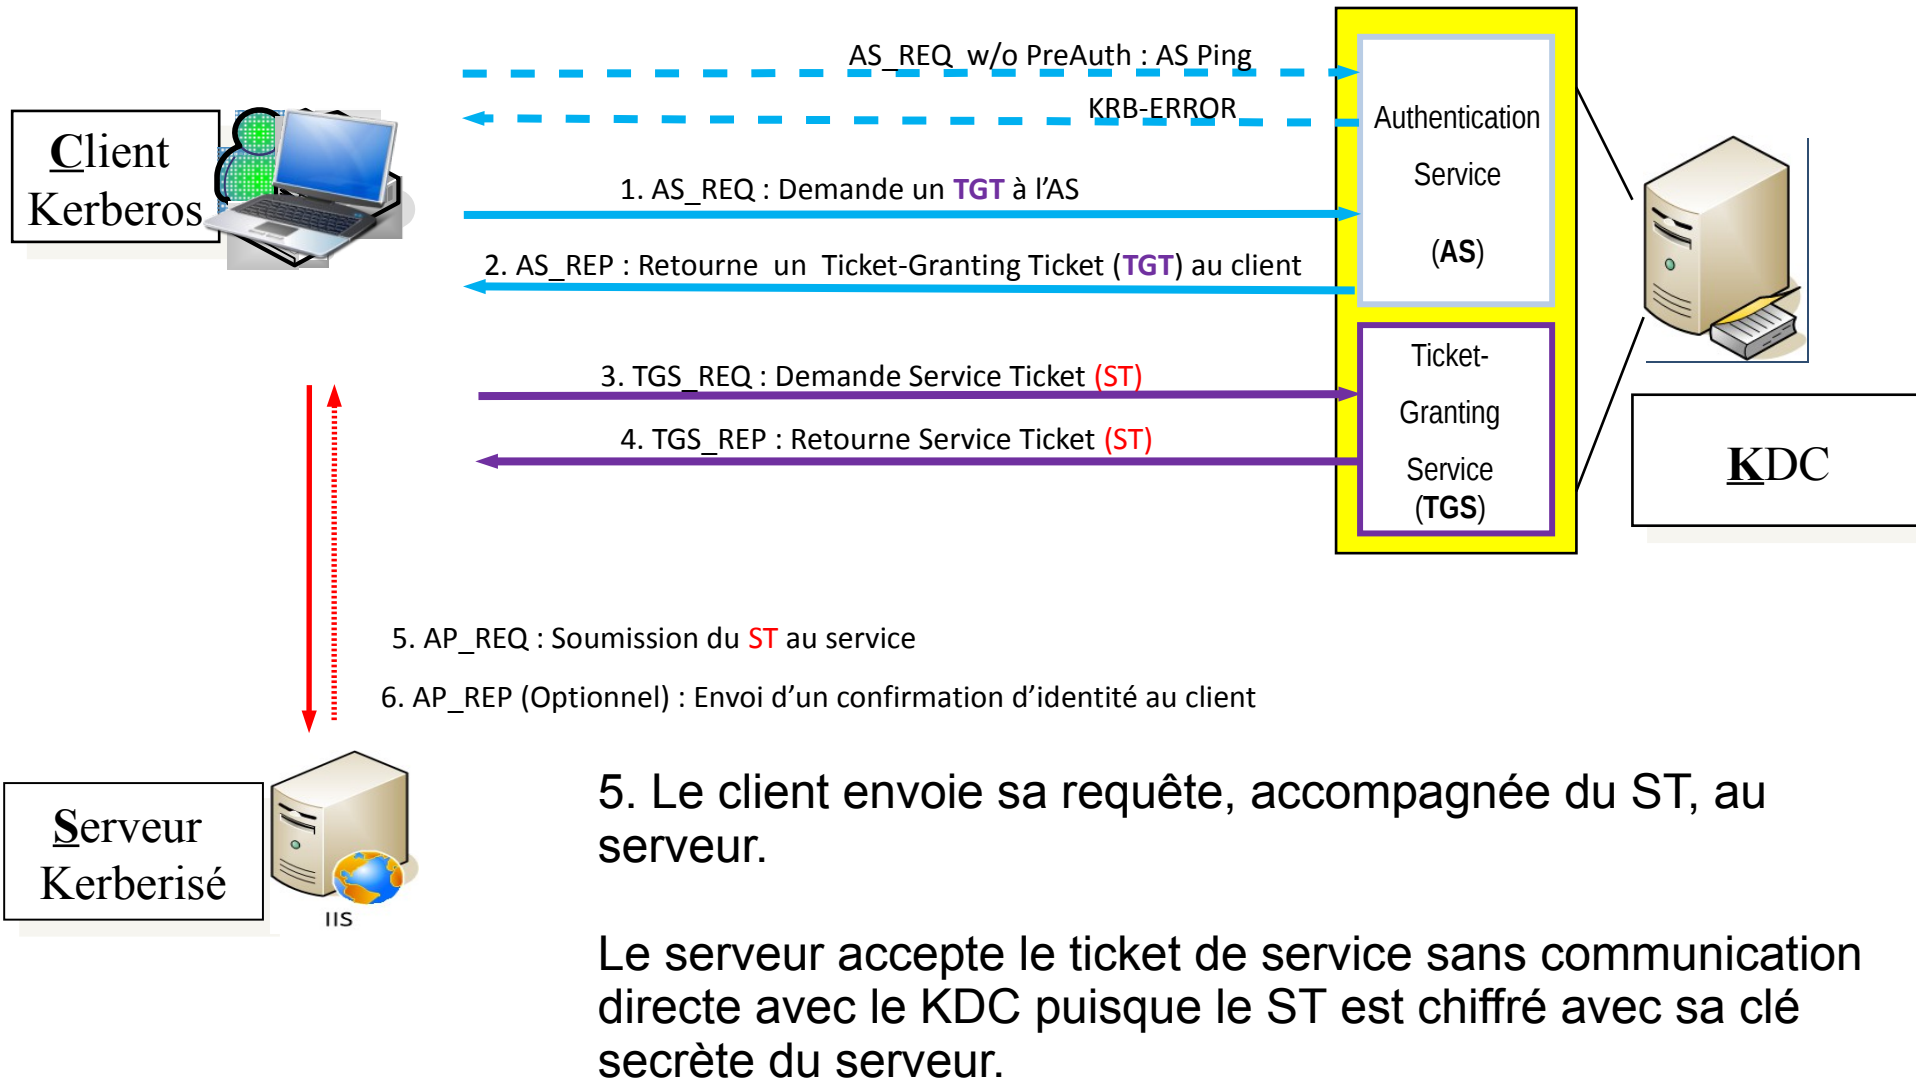 AS_REQ w/o PreAuth : AS Ping
KRB-ERROR
Client
Kerberos
1. AS_REQ : Demande un TGT à l’AS
2. AS_REP : Retourne un Ticket-Granting Ticket (TGT) au client
Authentication
Service
(AS)
3. TGS_REQ : Demande Service Ticket (ST)
4. TGS_REP : Retourne Service Ticket (ST)
Ticket-
Granting
Service
(TGS)
KDC
5. AP_REQ : Soumission du ST au service
6. AP_REP (Optionnel) : Envoi d’un confirmation d’identité au client
Serveur
Kerberisé
IIS
5. Le client envoie sa requête, accompagnée du ST, au
serveur.
Le serveur accepte le ticket de service sans communication
directe avec le KDC puisque le ST est chiffré avec sa clé
secrète du serveur.